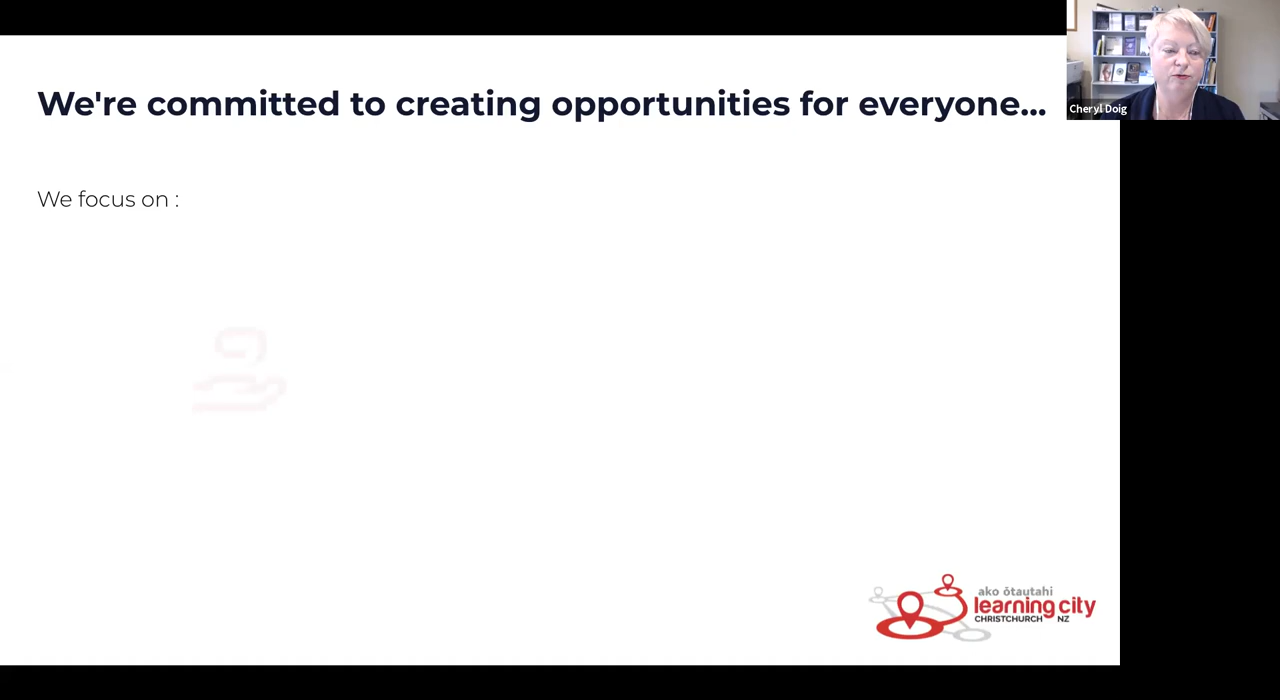 We're committed to creating opportunities for everyone...
Cheryl Doig
We focus on :
ako ōtautahi
learning city
CHRISTCHURCH NZ